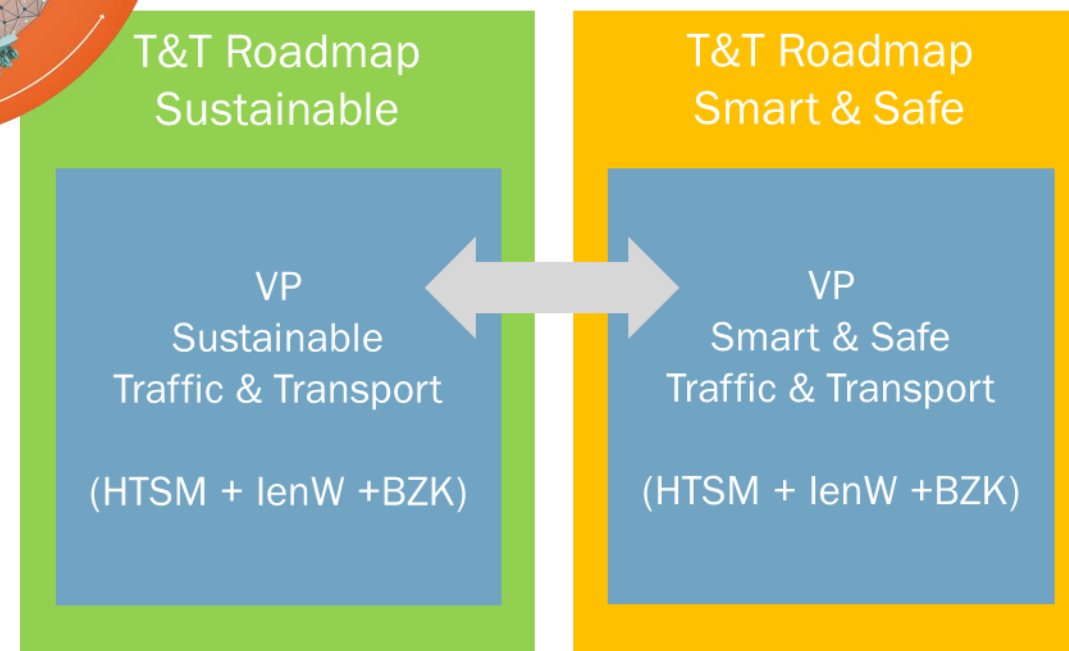 T&T Roadmap
Sustainable
VP
Sustainable
Traffic & Transport
(HTSM + IenW +BZK)
T&T Roadmap
Smart & Safe
VP
Smart & Safe
Traffic & Transport
(HTSM + IenW +BZK)